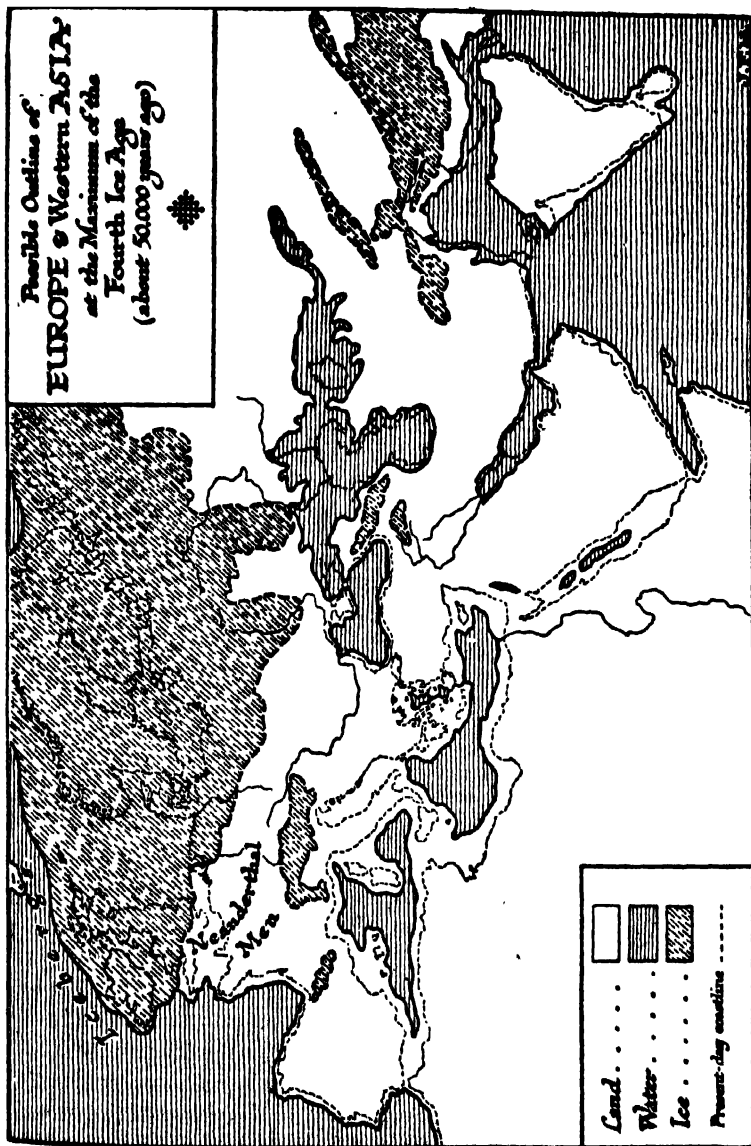 Possible Outline of
EUROPE & Western ASIA
at the Maximum of the
Fourth Ice Age
(about 50,000 years ago)
Neanderthal
Men
Land . . . . .
Water . . . . .
Ice . . . . .
Present-day coastline -------